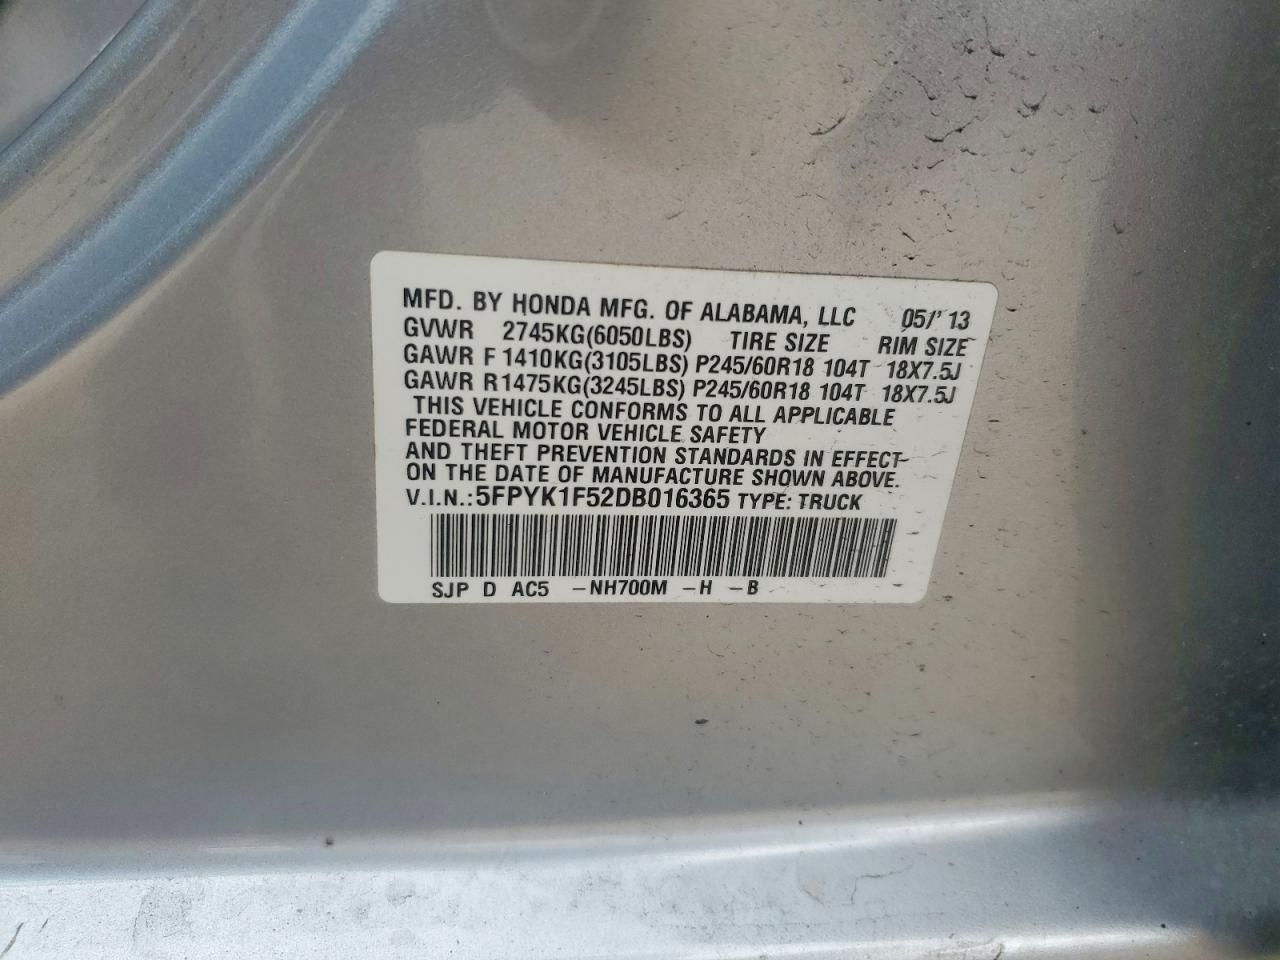 MFD. BY HONDA MFG. OF ALABAMA, LLC 05/' 13
GVWR 2745KG(6050LBS) TIRE SIZE RIM SIZE
GAWR F 1410KG(3105LBS) P245/60R18 104T 18X7.5J
GAWR R1475KG(3245LBS) P245/60R18 104T 18X7.5J
THIS VEHICLE CONFORMS TO ALL APPLICABLE
FEDERAL MOTOR VEHICLE SAFETY
AND THEFT PREVENTION STANDARDS IN EFFECT
ON THE DATE OF MANUFACTURE SHOWN ABOVE.
V.I.N.:5FPYK1F52DB016365 TYPE: TRUCK
SJP D AC5 –NH700M –H –B